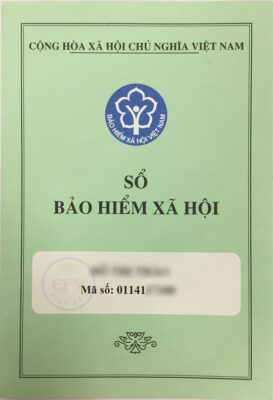 CỘNG HÒA XÃ HỘI CHỦ NGHĨA VIỆT NAM
BẢO HIỂM XÃ HỘI VIỆT NAM
SỔ
BẢO HIỂM XÃ HỘI
Mã số: 01141